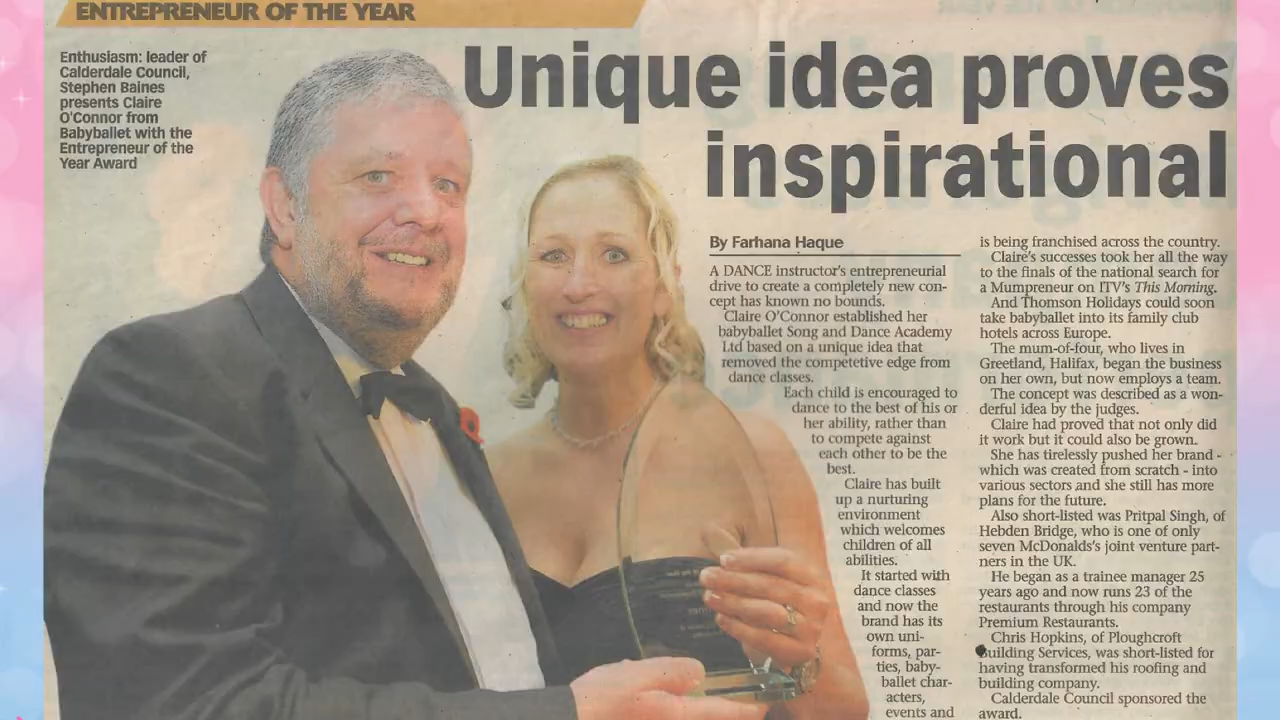 ENTREPRENEUR OF THE YEAR
Enthusiasm: leader of
Calderdale Council,
Stephen Baines
presents Claire
O'Connor from
Babyballet with the
Entrepreneur of the
Year Award
Unique idea proves
inspirational
By Farhana Haque
A DANCE instructor's entrepreneurial
drive to create a completely new con-
cept has known no bounds.
Claire O'Connor established her
babyballet Song and Dance Academy
Ltd based on a unique idea that
removed the competetive edge from
dance classes.
Each child is encouraged to
dance to the best of his or
her ability, rather than
to compete against
each other to be the
best.
Claire has built
up a nurturing
environment
which welcomes
children of all
abilities.
It started with
dance classes
and now the
brand has its
own uni-
forms, par-
ties, baby-
ballet char-
acters,
events and
is being franchised across the country.
Claire's successes took her all the way
to the finals of the national search for
a Mumpreneur on ITV's This Morning.
And Thomson Holidays could soon
take babyballet into its family club
hotels across Europe.
The mum-of-four, who lives in
Greetland, Halifax, began the business
on her own, but now employs a team.
The concept was described as a won-
derful idea by the judges.
Claire had proved that not only did
it work but it could also be grown.
She has tirelessly pushed her brand -
which was created from scratch - into
various sectors and she still has more
plans for the future.
Also short-listed was Pritpal Singh, of
Hebden Bridge, who is one of only
seven McDonalds's joint venture part-
ners in the UK.
He began as a trainee manager 25
years ago and now runs 23 of the
restaurants through his company
Premium Restaurants.
Chris Hopkins, of Ploughcroft
Building Services, was short-listed for
having transformed his roofing and
building company.
Calderdale Council sponsored the
award.